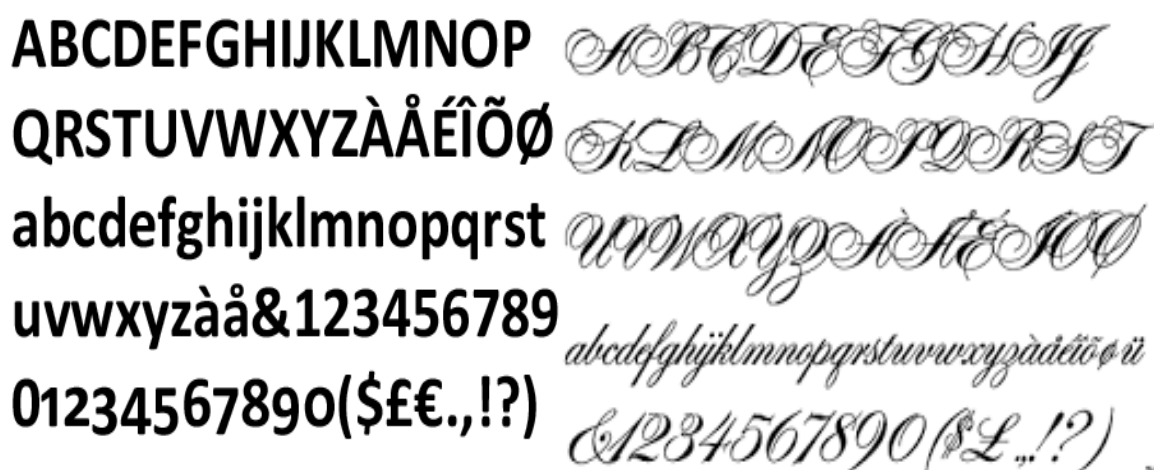 ABCDEFGHIJKLMNOP
QRSTUVWXYZÀÅÉÎÕØ
abcdefghijklmnopqrst
uvwxyzàå&123456789
01234567890($£€.,!?)
ABCDEFGHIJ
KLMNOPQRST
UVWXYZÀÅÉÎÕØ
abcdefghijklmnopqrstuvwxyzàåéîõøü
&1234567890($£.,!?)